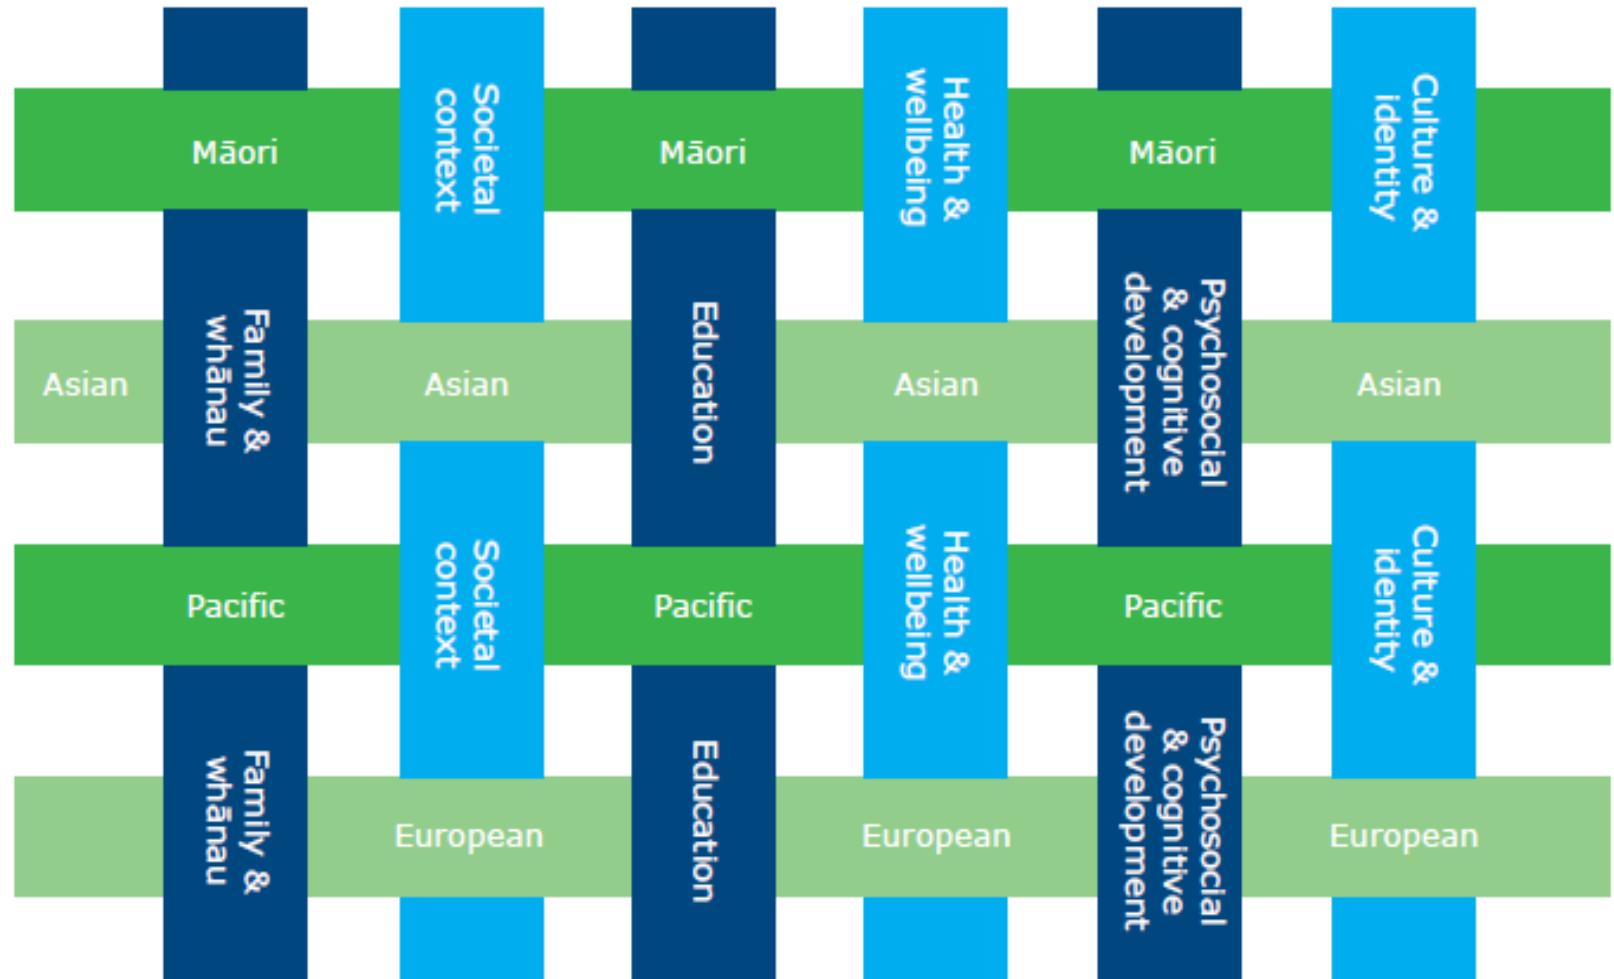 Societal
context
Health &
wellbeing
Culture &
identity
Māori
Māori
Māori
Family &
whānau
Education
Psychosocial
& cognitive
development
Asian
Asian
Asian
Asian
Societal
context
Health &
wellbeing
Culture &
identity
Pacific
Pacific
Pacific
Family &
whānau
Education
Psychosocial
& cognitive
development
European
European
European